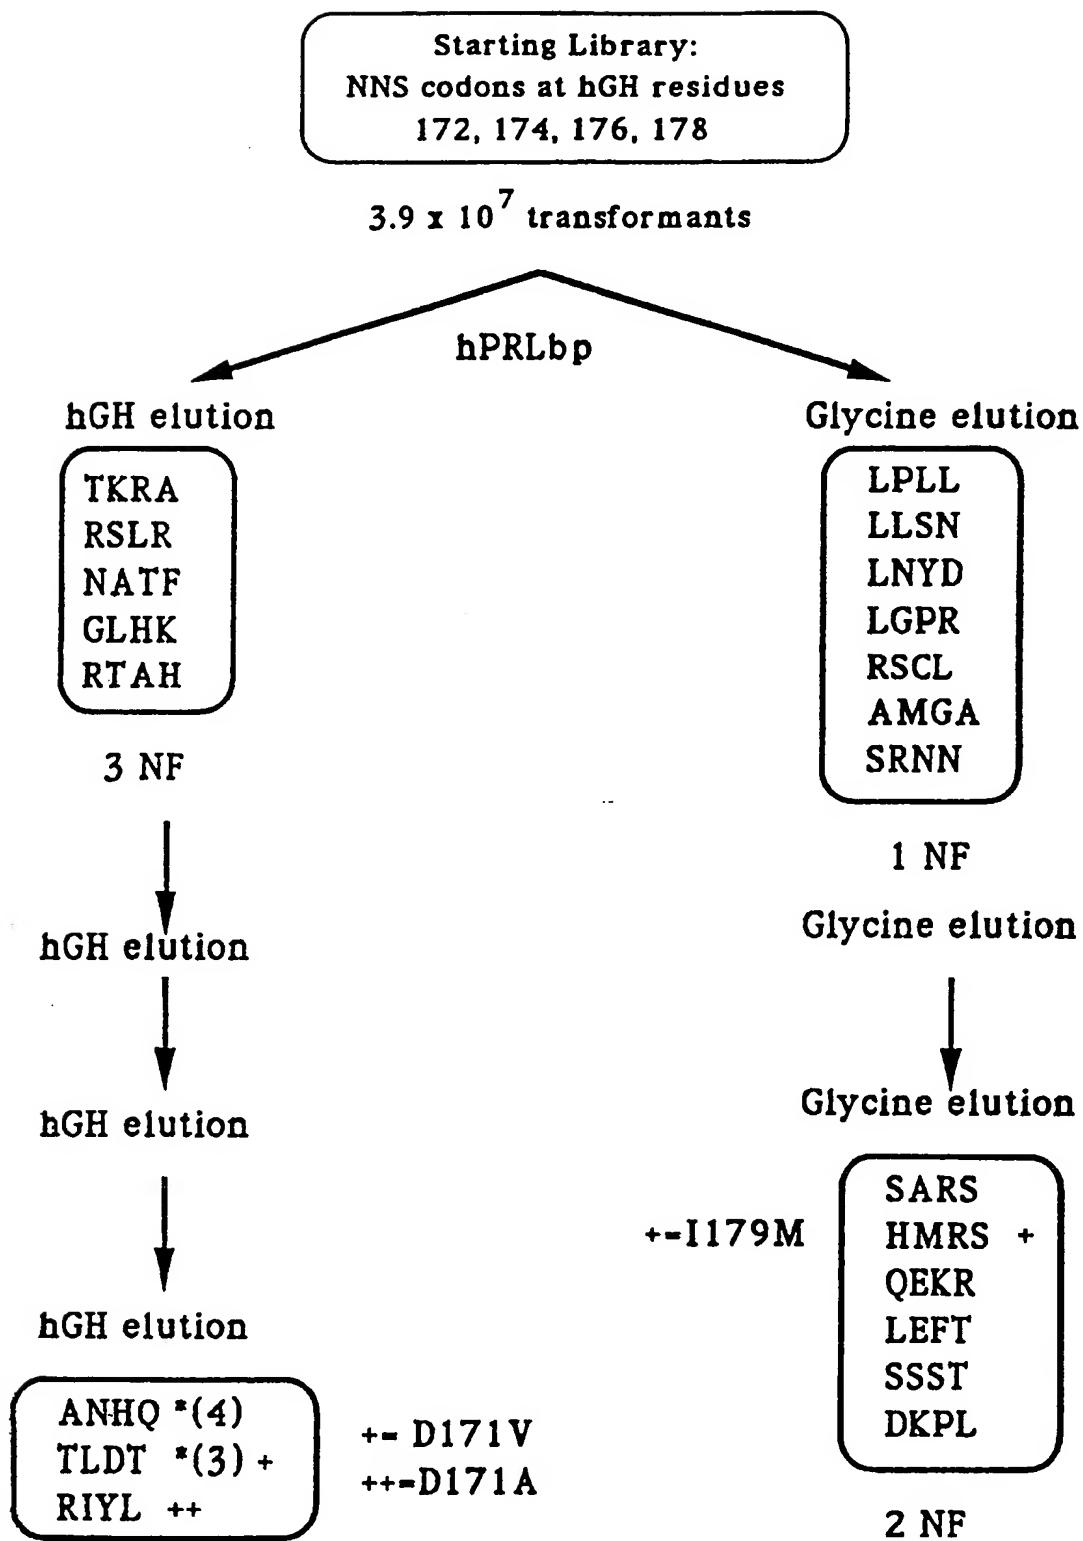 Starting Library:
NNS codons at hGH residues
172, 174, 176, 178
3.9 x 10^7 transformants
hPRLbp
hGH elution
TKRA
RSLR
NATF
GLHK
RTAH
3 NF
hGH elution
hGH elution
hGH elution
ANHQ *(4)
TLDT *(3) +
RIYL ++
+= D171V
++=D171A
Glycine elution
LPLL
LLSN
LNYD
LGPR
RSCL
AMGA
SRNN
1 NF
Glycine elution
Glycine elution
+=I179M
SARS
HMRS +
QEKR
LEFT
SSST
DKPL
2 NF